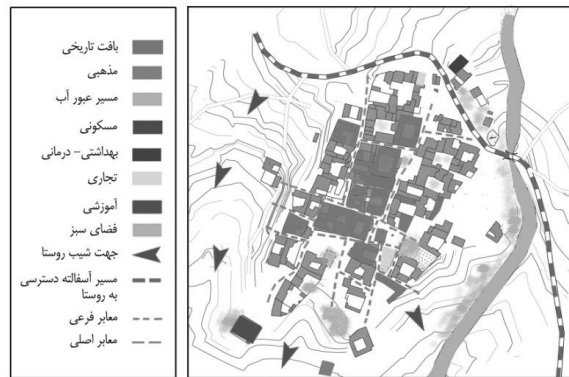 بافت تاریخی
مذهبی
مسیر عبور آب
مسکونی
بهداشتی- درمانی
تجاری
آموزشی
فضای سبز
جهت شیب روستا
مسیر آسفالته دسترسی
به روستا
معابر فرعی
معابر اصلی